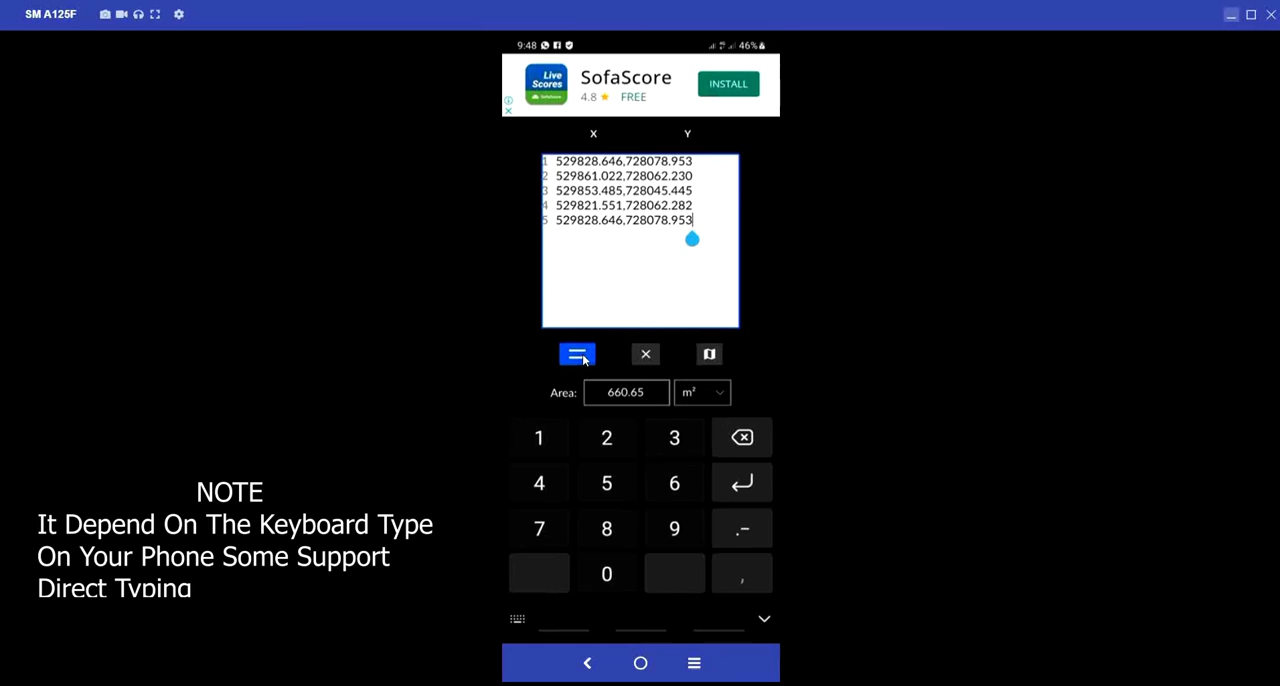 SM A125F
9:48 46%
Live Scores SofaScore
SofaScore
4.8 ★ FREE
INSTALL
X Y
1 529828.646,728078.953
2 529861.022,728062.230
3 529853.485,728045.445
4 529821.551,728062.282
5 529828.646,728078.953
Area: 660.65 m²
1 2 3
4 5 6
7 8 9 .-
0 ,
NOTE
It Depend On The Keyboard Type
On Your Phone Some Support
Direct Typing